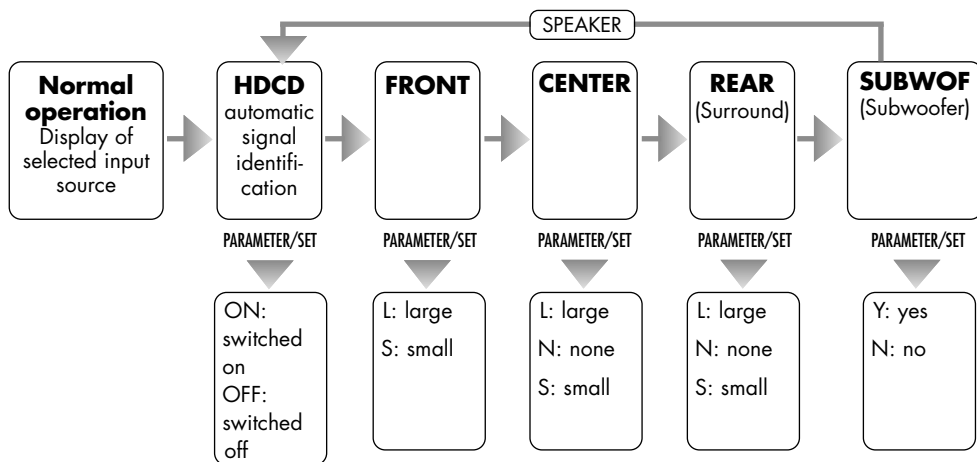 SPEAKER
Normal
operation
Display of
selected input
source
HDCD
automatic
signal
identifi-
cation
FRONT
CENTER
REAR
(Surround)
SUBWOF
(Subwoofer)
PARAMETER/SET
PARAMETER/SET
PARAMETER/SET
PARAMETER/SET
PARAMETER/SET
ON:
switched
on
OFF:
switched
off
L: large
S: small
L: large
N: none
S: small
L: large
N: none
S: small
Y: yes
N: no